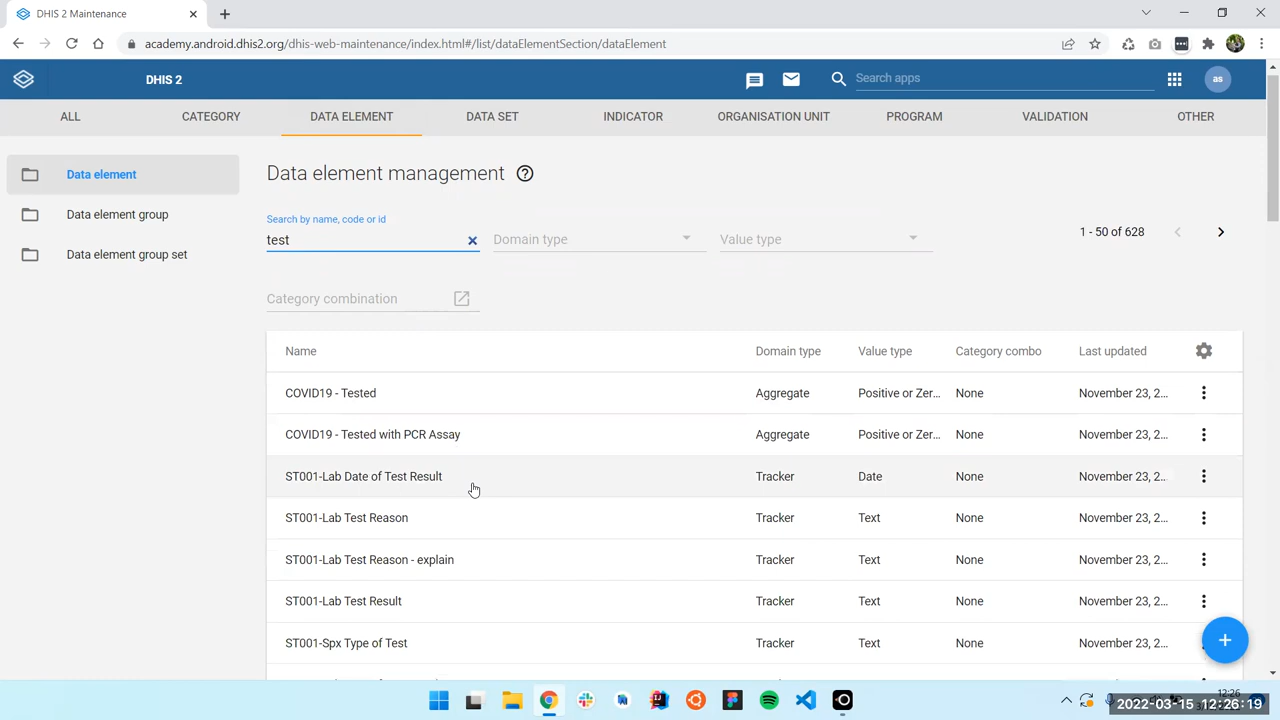 DHIS 2 Maintenance
academy.android.dhis2.org/dhis-web-maintenance/index.html#/list/dataElementSection/dataElement
DHIS 2
Search apps
as
ALL CATEGORY DATA ELEMENT DATA SET INDICATOR ORGANISATION UNIT PROGRAM VALIDATION OTHER
Data element
Data element group
Data element group set
Data element management
Search by name, code or id
test
Domain type
Value type
1 - 50 of 628
Category combination
Name Domain type Value type Category combo Last updated
COVID19 - Tested Aggregate Positive or Zer... None November 23, 2...
COVID19 - Tested with PCR Assay Aggregate Positive or Zer... None November 23, 2...
ST001-Lab Date of Test Result Tracker Date None November 23, 2...
ST001-Lab Test Reason Tracker Text None November 23, 2...
ST001-Lab Test Reason - explain Tracker Text None November 23, 2...
ST001-Lab Test Result Tracker Text None November 23, 2...
ST001-Spx Type of Test Tracker Text None November 23, 2...
12:26
2022-03-15 12:26:19